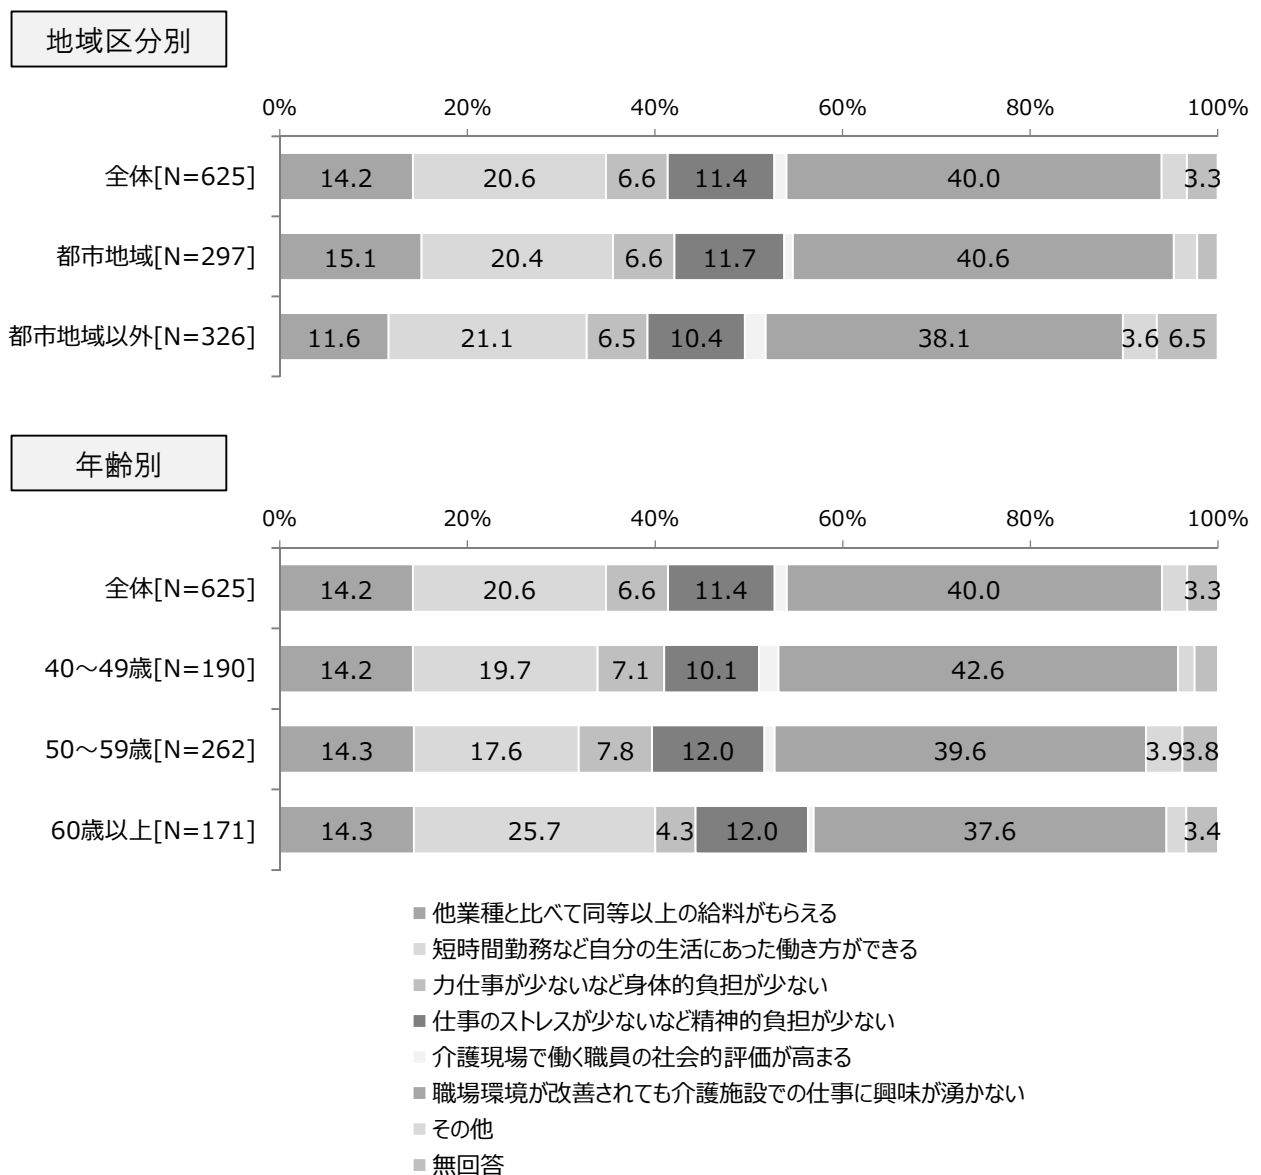 地域区分別
0% 20% 40% 60% 80% 100%
全体[N=625] 14.2 20.6 6.6 11.4 40.0 3.3
都市地域[N=297] 15.1 20.4 6.6 11.7 40.6
都市地域以外[N=326] 11.6 21.1 6.5 10.4 38.1 3.6 6.5
年齢別
0% 20% 40% 60% 80% 100%
全体[N=625] 14.2 20.6 6.6 11.4 40.0 3.3
40～49歳[N=190] 14.2 19.7 7.1 10.1 42.6
50～59歳[N=262] 14.3 17.6 7.8 12.0 39.6 3.9 3.8
60歳以上[N=171] 14.3 25.7 4.3 12.0 37.6 3.4
他業種と比べて同等以上の給料がもらえる
短時間勤務など自分の生活にあった働き方ができる
力仕事が少ないなど身体的負担が少ない
仕事のストレスが少ないなど精神的負担が少ない
介護現場で働く職員の社会的評価が高まる
職場環境が改善されても介護施設での仕事に興味が湧かない
その他
無回答